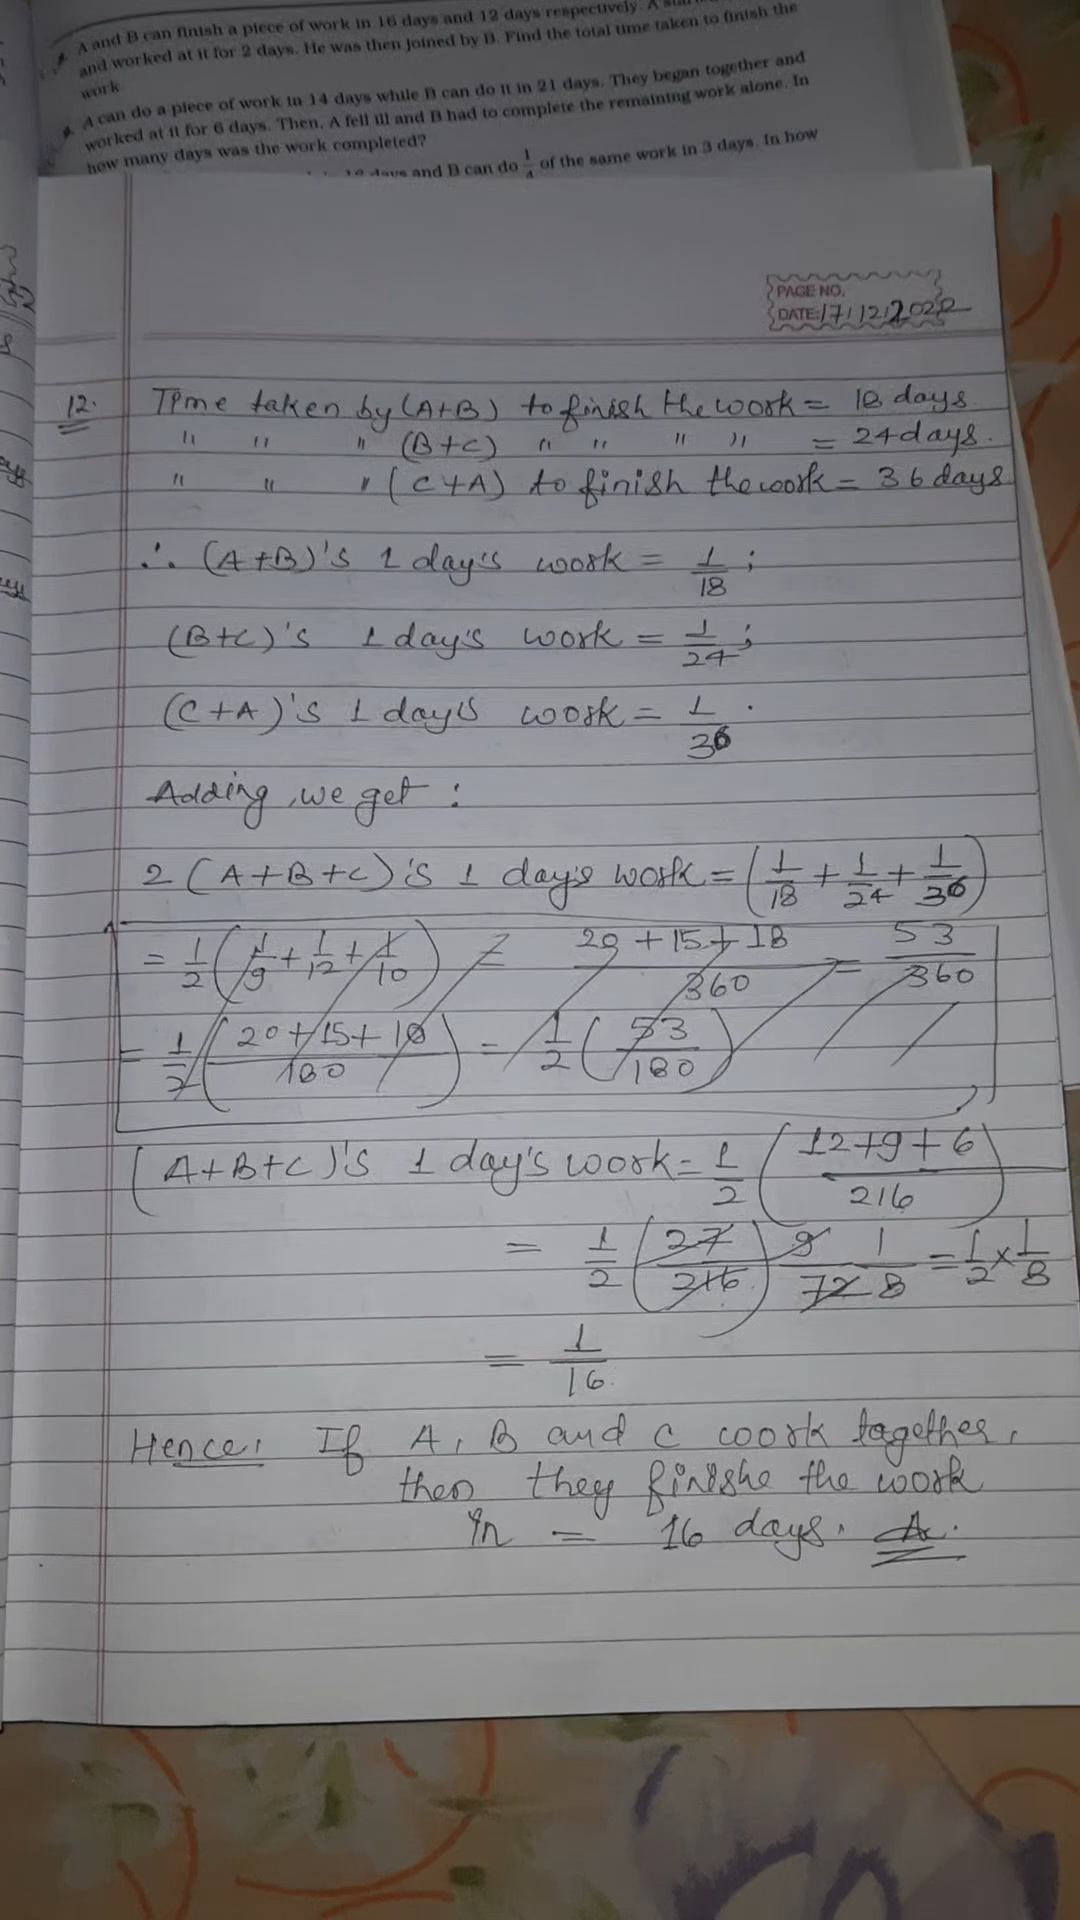 A and B can finish a piece of work in 16 days and 12 days respectively. A
and worked at it for 2 days. He was then joined by B. Find the total time taken to finish the
work.
A can do a piece of work in 14 days while B can do it in 21 days. They began together and
worked at it for 6 days. Then, A fell ill and B had to complete the remaining work alone. In
how many days was the work completed?
days and B can do 1/4 of the same work in 3 days. In how
PAGE NO.
DATE: 17/12/2022
12. Time taken by (A+B) to finish the work = 18 days.
" " " (B+C) " " " " = 24 days.
" " " (C+A) to finish the work = 36 days
∴ (A+B)'s 1 day's work = 1/18 ;
(B+C)'s 1 day's work = 1/24 ;
(C+A)'s 1 day's work = 1/36 .
Adding, we get :
2 (A+B+C)'s 1 day's work = (1/18 + 1/24 + 1/36)
= 1/2 (1/9 + 1/12 + 1/10) = 20 + 15 + 18 / 360 = 53/360
= 1/2 (20 + 15 + 18 / 180) = 1/2 (53/180)
(A+B+C)'s 1 day's work = 1/2 (12+9+6 / 216)
= 1/2 (27/216) 9 1 / 72 8 = 1/2 × 1/8
= 1/16.
Hence, If A, B and C work together,
then they finishe the work
in = 16 days. A.